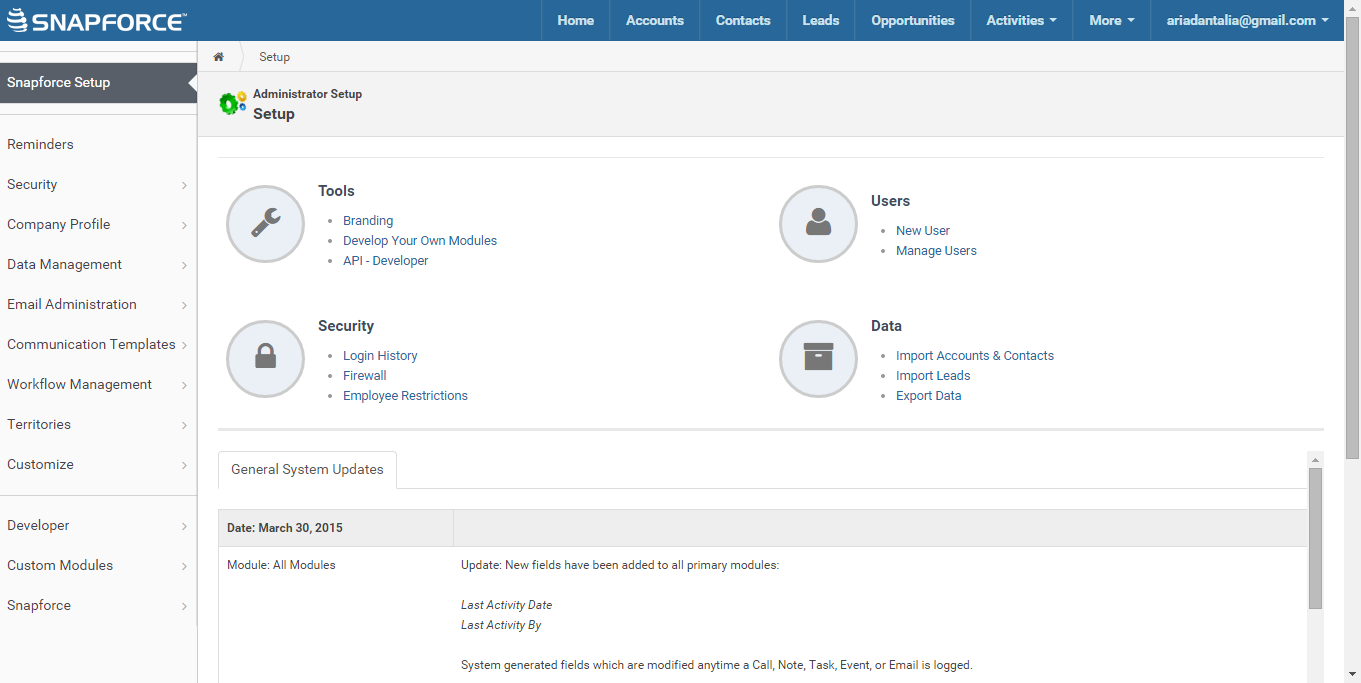 SNAPFORCE™
Home Accounts Contacts Leads Opportunities Activities More ariadantalia@gmail.com
Setup
Snapforce Setup
Administrator Setup
Setup
Reminders
Security
Company Profile
Data Management
Email Administration
Communication Templates
Workflow Management
Territories
Customize
Developer
Custom Modules
Snapforce
Tools
Branding
Develop Your Own Modules
API - Developer
Users
New User
Manage Users
Security
Login History
Firewall
Employee Restrictions
Data
Import Accounts & Contacts
Import Leads
Export Data
General System Updates
Date: March 30, 2015
Module: All Modules
Update: New fields have been added to all primary modules:
Last Activity Date
Last Activity By
System generated fields which are modified anytime a Call, Note, Task, Event, or Email is logged.